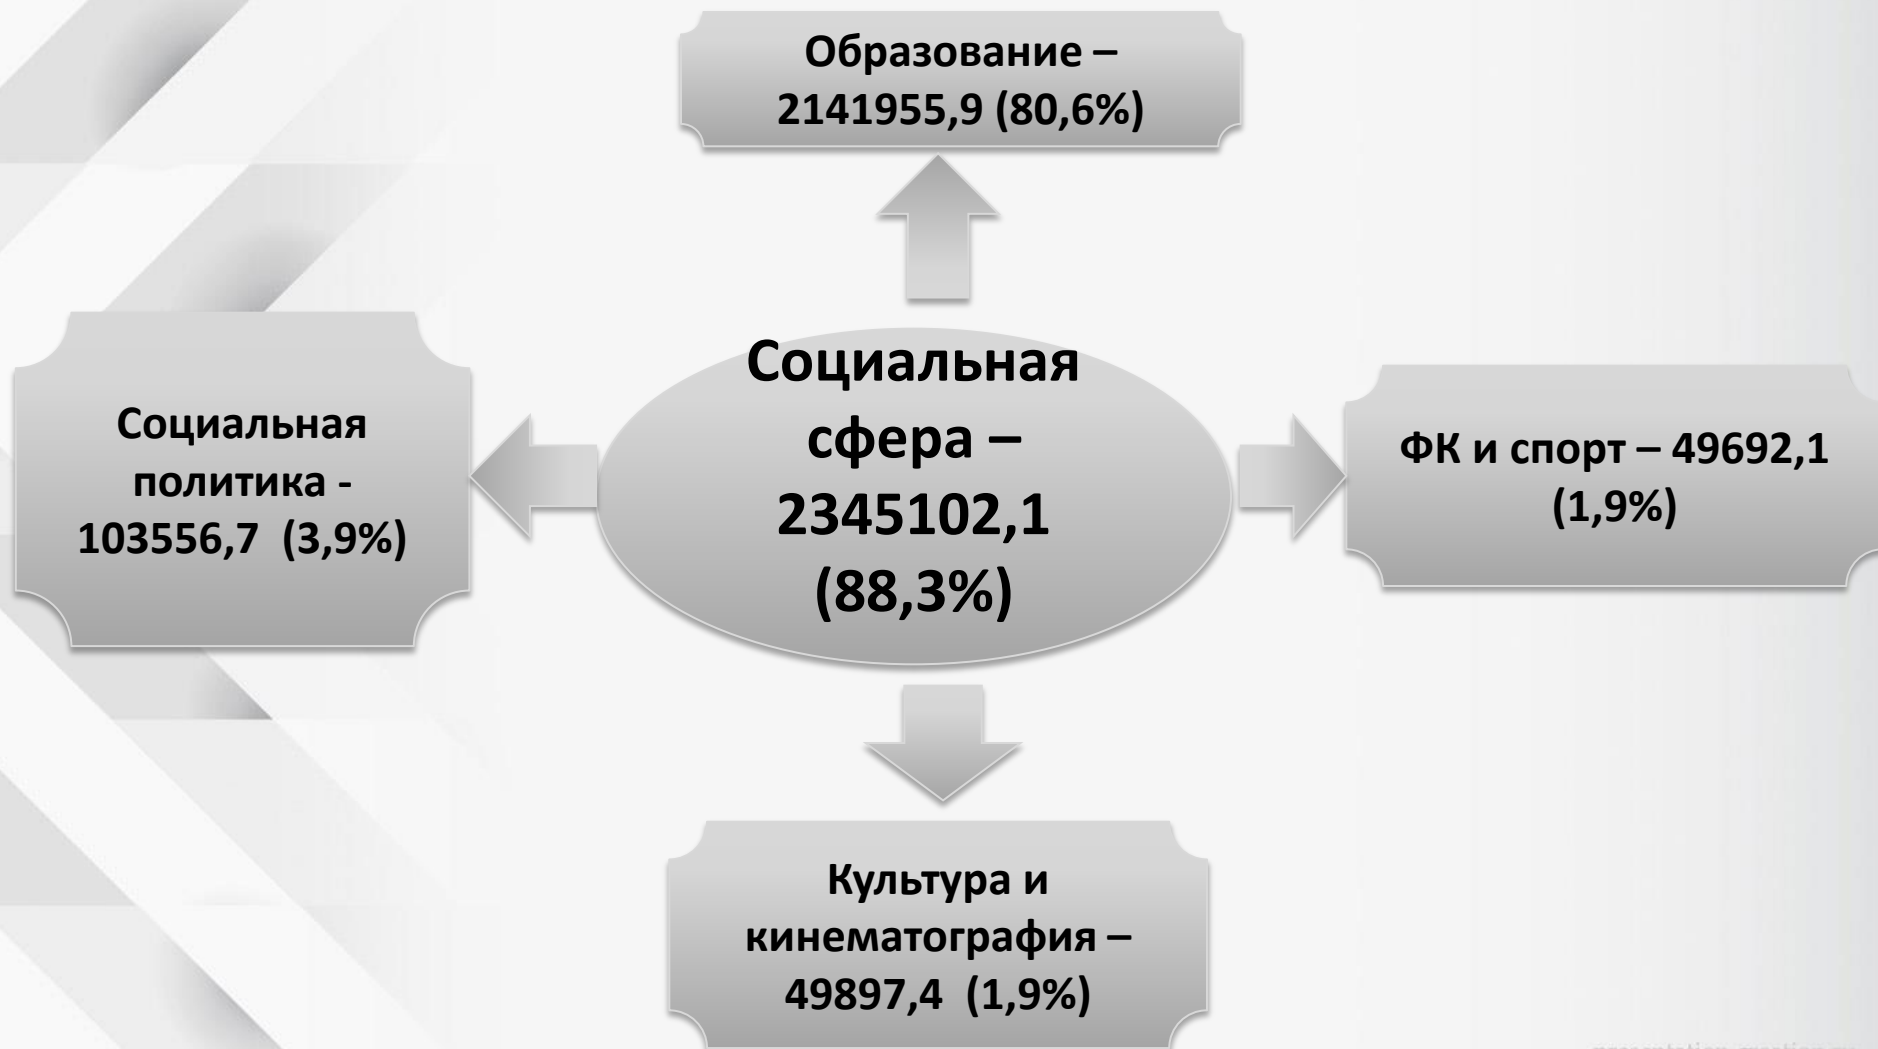 Образование –
2141955,9 (80,6%)
Социальная
сфера –
2345102,1
(88,3%)
Социальная
политика -
103556,7  (3,9%)
ФК и спорт – 49692,1
(1,9%)
Культура и
кинематография –
49897,4  (1,9%)